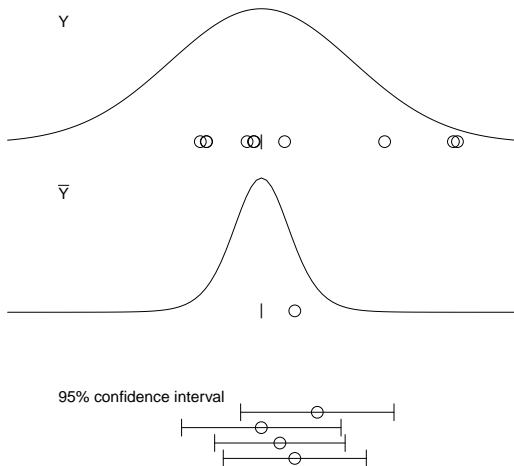 Y
Y̅
95% confidence interval